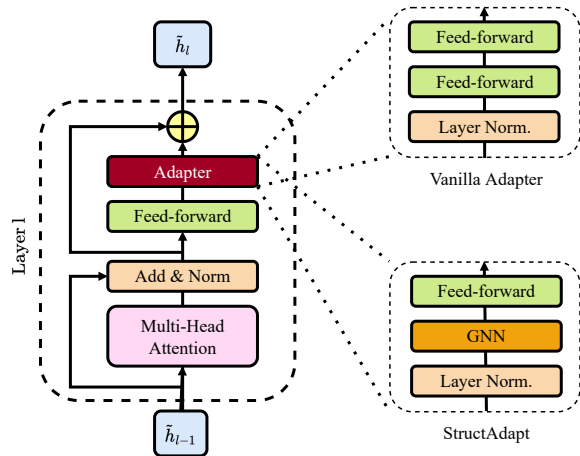 h̃_l
Layer l
Adapter
Feed-forward
Add & Norm
Multi-Head
Attention
h̃_{l−1}
Feed-forward
Feed-forward
Layer Norm.
Vanilla Adapter
Feed-forward
GNN
Layer Norm.
StructAdapt